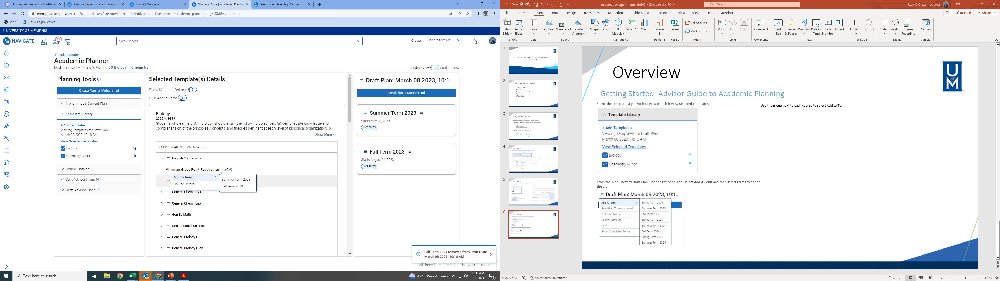 Ellucian Degree Works Dashboar
Tyechia Barnes | Details | Navigat
Home | Navigate
Strategic Care | Academic Planne
Search results – Help Center
memphis.campus.eab.com/capabilities/#/ap3/advisor/mode/edit/perspective/advisor/academic_plan/editing/186654/template
WYZE
UofM Login Service
UNIVERSITY OF MEMPHIS
NAVIGATE
9+
Quick Search
Groups
University of Me...
Back to Student
Academic Planner
Mohammad Albitawi's Goals: BS Biology | Chemistry
Advisor View
Student View
Planning Tools
Create Plan for Mohammad
Mohammad's Current Plan
Template Library
+ Add Templates
Viewing Templates for Draft Plan:
March 08 2023, 10:18 AM
View Selected Templates
Biology
Chemistry Minor
Course Catalog
Sent Advisor Plans
Draft Advisor Plans
Selected Template(s) Details
Show Matched Column
Bulk Add to Term
Biology
2020 to 9999
Students who earn a B.S. in Biology should attain the following objectives: (a) demonstrate knowledge and
comprehension of the principles, concepts, and theories pertinent at each level of biological organization; (b)
Show More
COURSE MAP RECOMMENDATIONS
English Composition
Minimum Grade Point Requirement: 1.67
Add To Term
Course Details
Summer Term 2023
Fall Term 2023
General Chemistry I
General Chem I Lab
Gen Ed Math
Gen Ed Social Science
General Biology I
General Biology I Lab
Draft Plan: March 08 2023, 10:1...
Send Plan to Mohammad
Summer Term 2023
Starts May 08, 2023
0 CREDITS
Fall Term 2023
Starts August 14, 2023
0 CREDITS
Fall Term 2024 removed from Draft Plan:
March 08 2023, 10:18 AM
All times listed are in local browser timezone.
Type here to search
47°F Rain showers
10:30 AM
3/8/2023
AutoSave
Off
updatedpowerpointtemplate169 • Saved to this PC
Search
Ryan C Crews (rccrews)
File Home Insert Draw Design Transitions Animations Slide Show Record Review View Help Acrobat
Record
Share
New Slide
Reuse Slides
Table
Pictures
Screenshot
Photo Album
Shapes
Icons
3D Models
SmartArt
Chart
Power BI
Forms
Get Add-ins
My Add-ins
Zoom
Link
Action
Comment
Text Box
Header & Footer
WordArt
Date & Time
Slide Number
Object
Equation
Symbol
Video
Audio
Screen Recording
Cameo
Slides Tables Images Illustrations Power BI Forms Add-ins Links Comments Text Symbols Media Camera
1
Next Generation Academic Planner
(Next Gen AP)
2
What we'll cover today
1. Why Next Gen AP?
2. Overview
3. How to create a plan
4. Resources
5. Next Steps
3
Why Next Gen AP?
4
Overview
5
Overview
6
Overview
Overview
U
of
M
Getting Started: Advisor Guide to Academic Planning
Select the template(s) you wish to view and click View Selected Templates
Use the menu next to each course to select Add to Term
Template Library
+ Add Templates
Viewing Templates for Draft Plan:
March 08 2023, 10:18 AM
View Selected Templates
Biology
Chemistry Minor
From the Menu next to Draft Plan (upper right-hand side) select Add A Term and then select terms to add to
the plan
Draft Plan: March 08 2023, 10:1...
Add A Term
Send Plan To Mohammad
Edit Draft Name
Delete Draft Plan
Print
Show Completed Terms
Spring Term 2023
Summer Term 2023
Fall Term 2023
Spring Term 2024
Summer Term 2024
Fall Term 2024
Spring Term 2025
Summer Term 2025
Slide 6 of 6
Accessibility: Investigate
Notes
119%